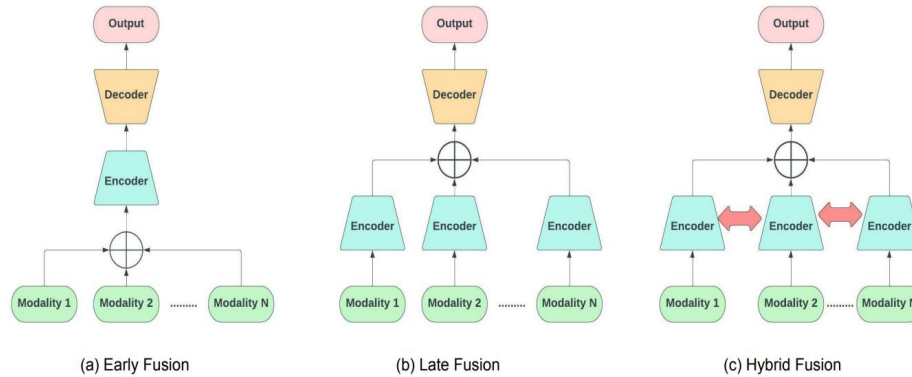 Output
Decoder
Encoder
Modality 1
Modality 2
.........
Modality N
(a) Early Fusion
Output
Decoder
Encoder
Encoder
Encoder
Modality 1
Modality 2
.........
Modality N
(b) Late Fusion
Output
Decoder
Encoder
Encoder
Encoder
Modality 1
Modality 2
.........
Modality N
(c) Hybrid Fusion